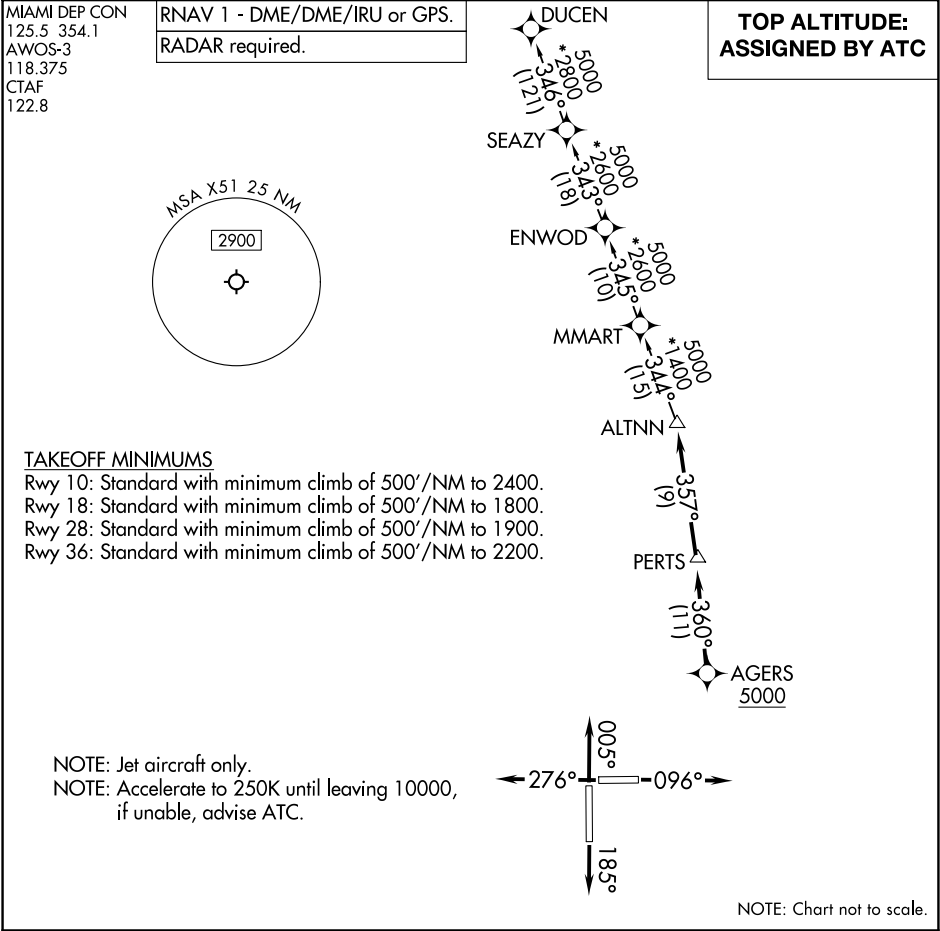 MIAMI DEP CON
125.5 354.1
AWOS-3
118.375
CTAF
122.8
RNAV 1 - DME/DME/IRU or GPS.
RADAR required.
TOP ALTITUDE:
ASSIGNED BY ATC
DUCEN
5000
*2800
346°
(121)
SEAZY
5000
*2600
343°
(18)
ENWOD
5000
*2600
345°
(10)
MMART
5000
*1400
344°
(15)
ALTNN
357°
(9)
PERTS
360°
(11)
AGERS
5000
MSA X51 25 NM
2900
TAKEOFF MINIMUMS
Rwy 10: Standard with minimum climb of 500'/NM to 2400.
Rwy 18: Standard with minimum climb of 500'/NM to 1800.
Rwy 28: Standard with minimum climb of 500'/NM to 1900.
Rwy 36: Standard with minimum climb of 500'/NM to 2200.
NOTE: Jet aircraft only.
NOTE: Accelerate to 250K until leaving 10000,
if unable, advise ATC.
005°
276°
096°
185°
NOTE: Chart not to scale.